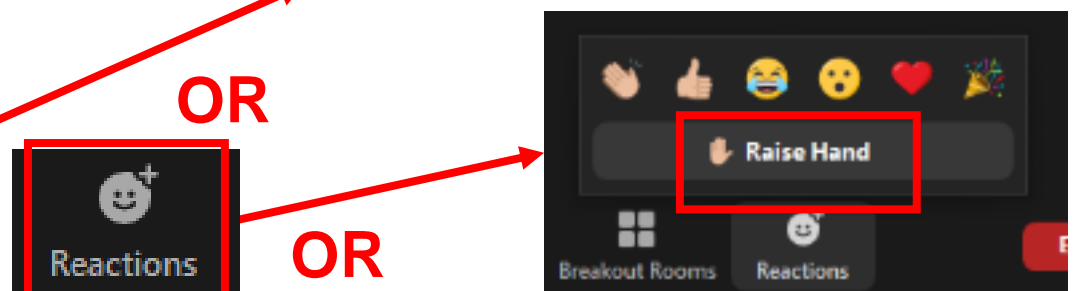 OR
Raise Hand
Reactions
OR
Breakout Rooms
Reactions